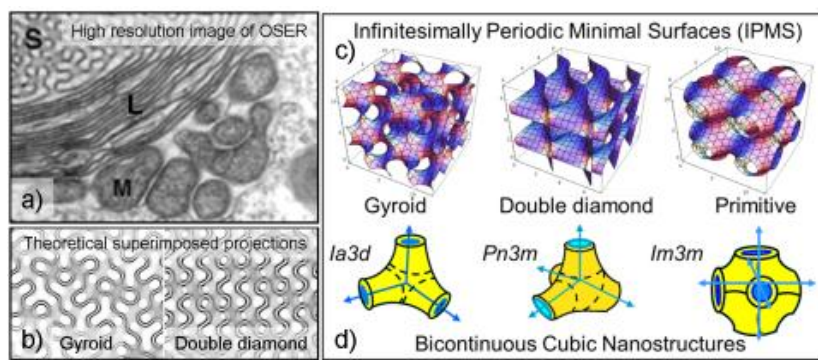 S
High resolution image of OSER
L
M
a)
Theoretical superimposed projections
b)
Gyroid
Double diamond
c)
Infinitesimally Periodic Minimal Surfaces (IPMS)
Gyroid
Double diamond
Primitive
Ia3d
Pn3m
Im3m
d)
Bicontinuous Cubic Nanostructures